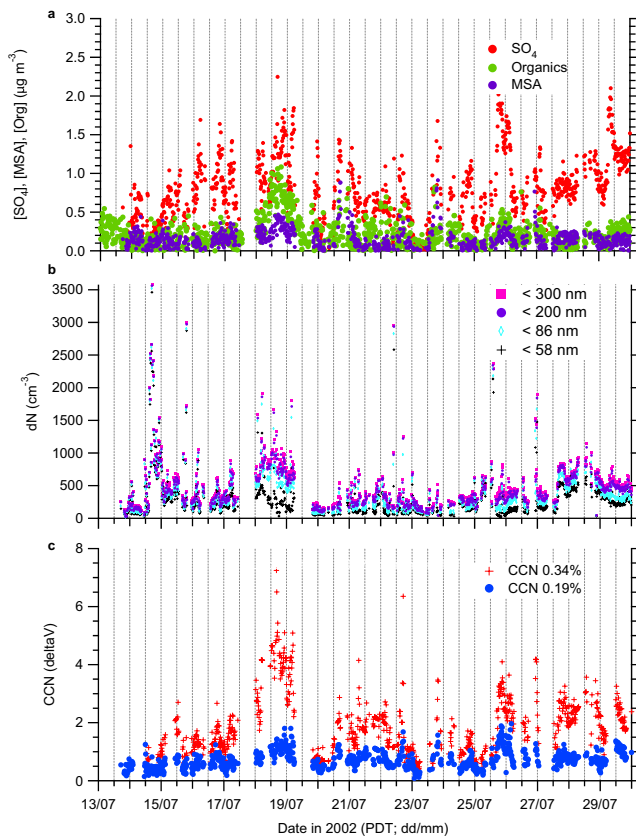 a
3.0
2.5
2.0
1.5
1.0
0.5
0.0
[SO4], [MSA], [Org] (µg m-3)
SO4
Organics
MSA
b
3500
3000
2500
2000
1500
1000
500
0
dN (cm-3)
< 300 nm
< 200 nm
< 86 nm
< 58 nm
c
8
6
4
2
0
CCN (deltaV)
CCN 0.34%
CCN 0.19%
13/07 15/07 17/07 19/07 21/07 23/07 25/07 27/07 29/07
Date in 2002 (PDT; dd/mm)